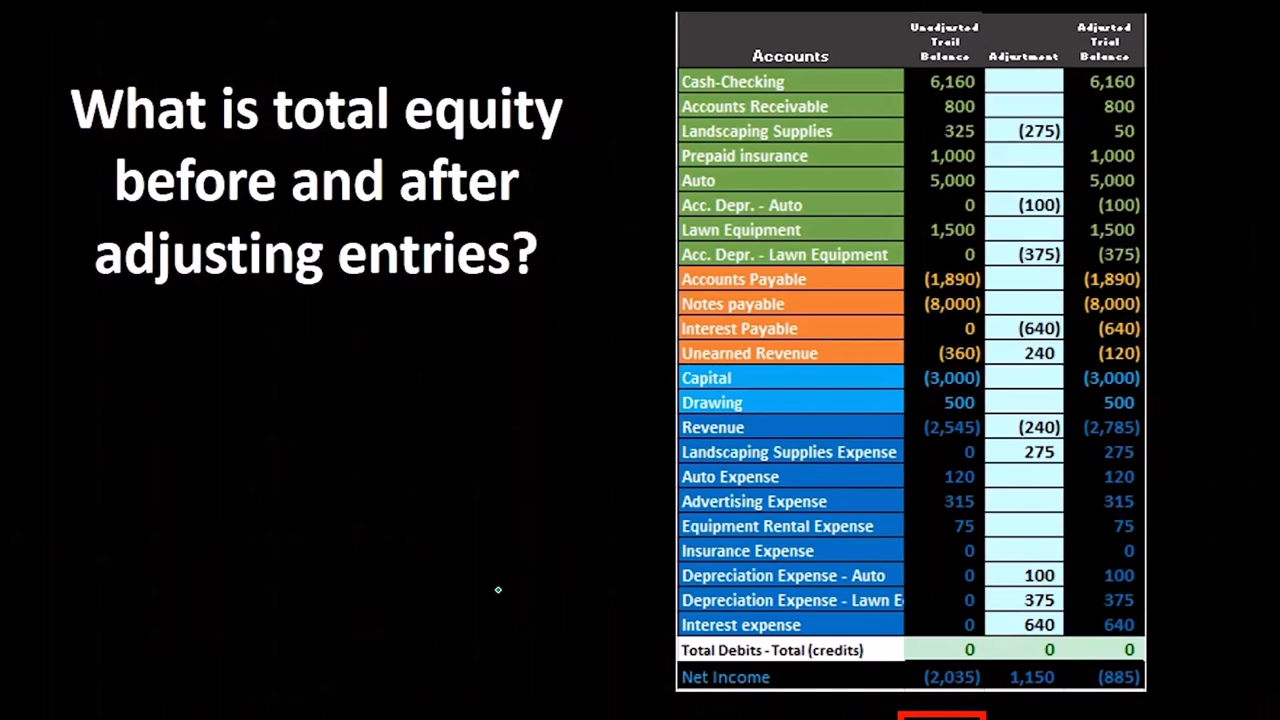 What is total equity
before and after
adjusting entries?
Unadjusted
Trail
Balance
Adjusted
Trial
Balance
Accounts Adjustment
Cash-Checking 6,160 6,160
Accounts Receivable 800 800
Landscaping Supplies 325 (275) 50
Prepaid insurance 1,000 1,000
Auto 5,000 5,000
Acc. Depr. - Auto 0 (100) (100)
Lawn Equipment 1,500 1,500
Acc. Depr. - Lawn Equipment 0 (375) (375)
Accounts Payable (1,890) (1,890)
Notes payable (8,000) (8,000)
Interest Payable 0 (640) (640)
Unearned Revenue (360) 240 (120)
Capital (3,000) (3,000)
Drawing 500 500
Revenue (2,545) (240) (2,785)
Landscaping Supplies Expense 0 275 275
Auto Expense 120 120
Advertising Expense 315 315
Equipment Rental Expense 75 75
Insurance Expense 0 0
Depreciation Expense - Auto 0 100 100
Depreciation Expense - Lawn E 0 375 375
Interest expense 0 640 640
Total Debits - Total (credits) 0 0 0
Net Income (2,035) 1,150 (885)